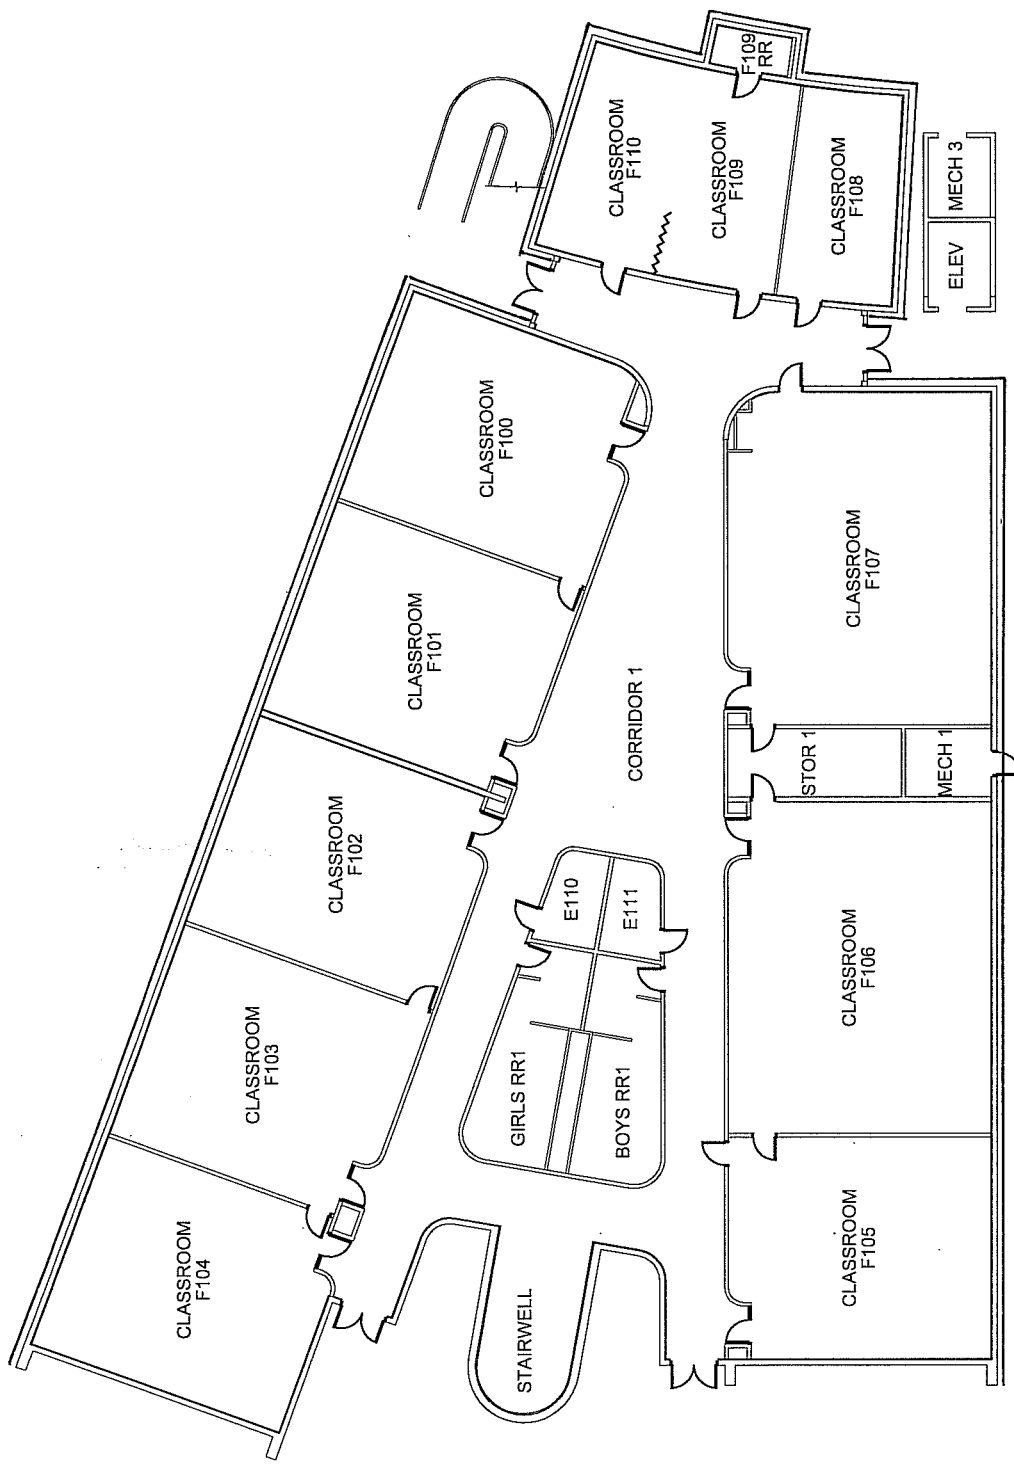 F109
RR
CLASSROOM
F110
CLASSROOM
F109
CLASSROOM
F108
MECH 3
ELEV
CLASSROOM
F100
CLASSROOM
F101
CLASSROOM
F102
CLASSROOM
F103
CLASSROOM
F104
CORRIDOR 1
CLASSROOM
F107
STOR 1
MECH 1
E110
E111
GIRLS RR1
BOYS RR1
CLASSROOM
F106
CLASSROOM
F105
STAIRWELL